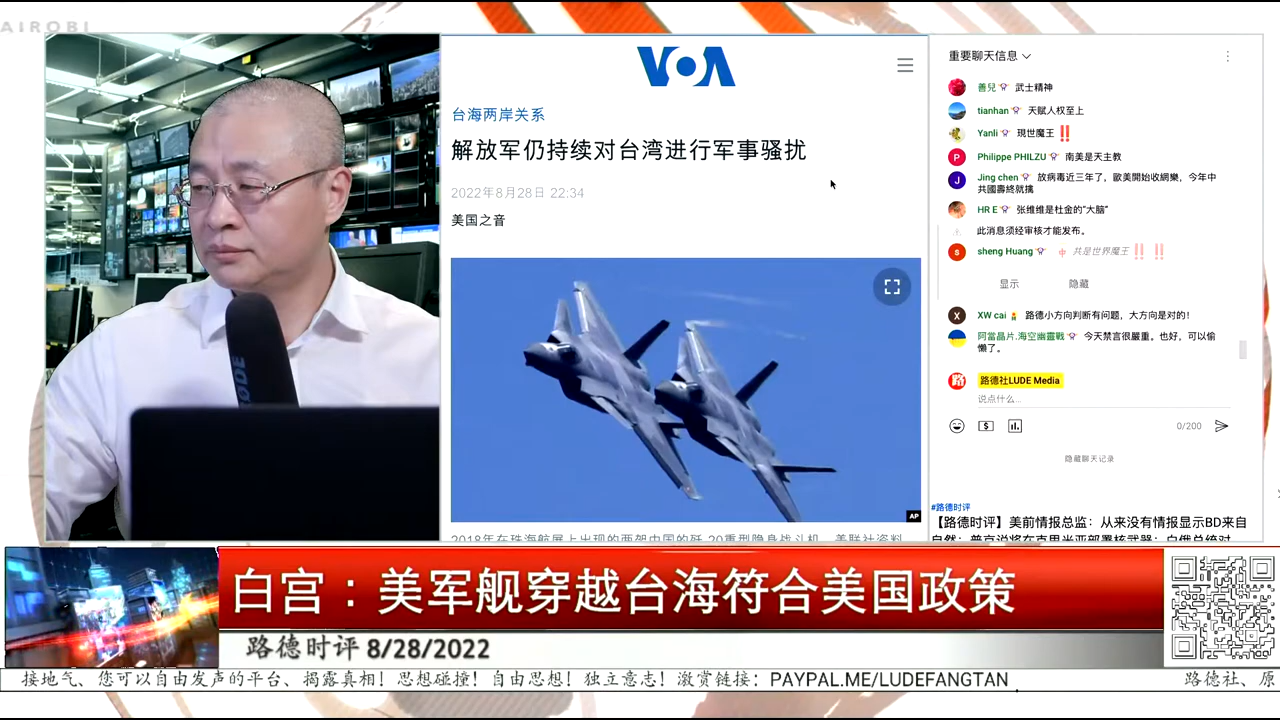 AIROBI
VOA
台海两岸关系
解放军仍持续对台湾进行军事骚扰
2022年8月28日 22:34
美国之音
AP
2018年在珠海航展上出现的两架中国的歼-20重型隐身战斗机。美联社资料
RODE
重要聊天信息
善兒 武士精神
tianhan 天赋人权至上
Yanli 現世魔王‼️
P Philippe PHILZU 南美是天主教
J Jing chen 放病毒近三年了，歐美開始收網樂，今年中
共國壽終就擒
HR E 张维维是杜金的“大脑”
此消息须经审核才能发布。
s sheng Huang 中 共是世界魔王‼️ ‼️
显示 隐藏
X XW cai 路德小方向判断有问题，大方向是对的！
阿當晶片.海空幽靈戰 今天禁言很嚴重。也好，可以偷
懶了。
路德 路德社LUDE Media
说点什么...
0/200
隐藏聊天记录
#路德时评
【路德时评】美前情报总监：从来没有情报显示BD来自
自然；普京说将在克里米亚部署核武器；白俄总统对
白宫：美军舰穿越台海符合美国政策
路德时评 8/28/2022
接地气、您可以自由发声的平台、揭露真相！思想碰撞！自由思想！独立意志！激赏链接：PAYPAL.ME/LUDEFANGTAN
路德社、原